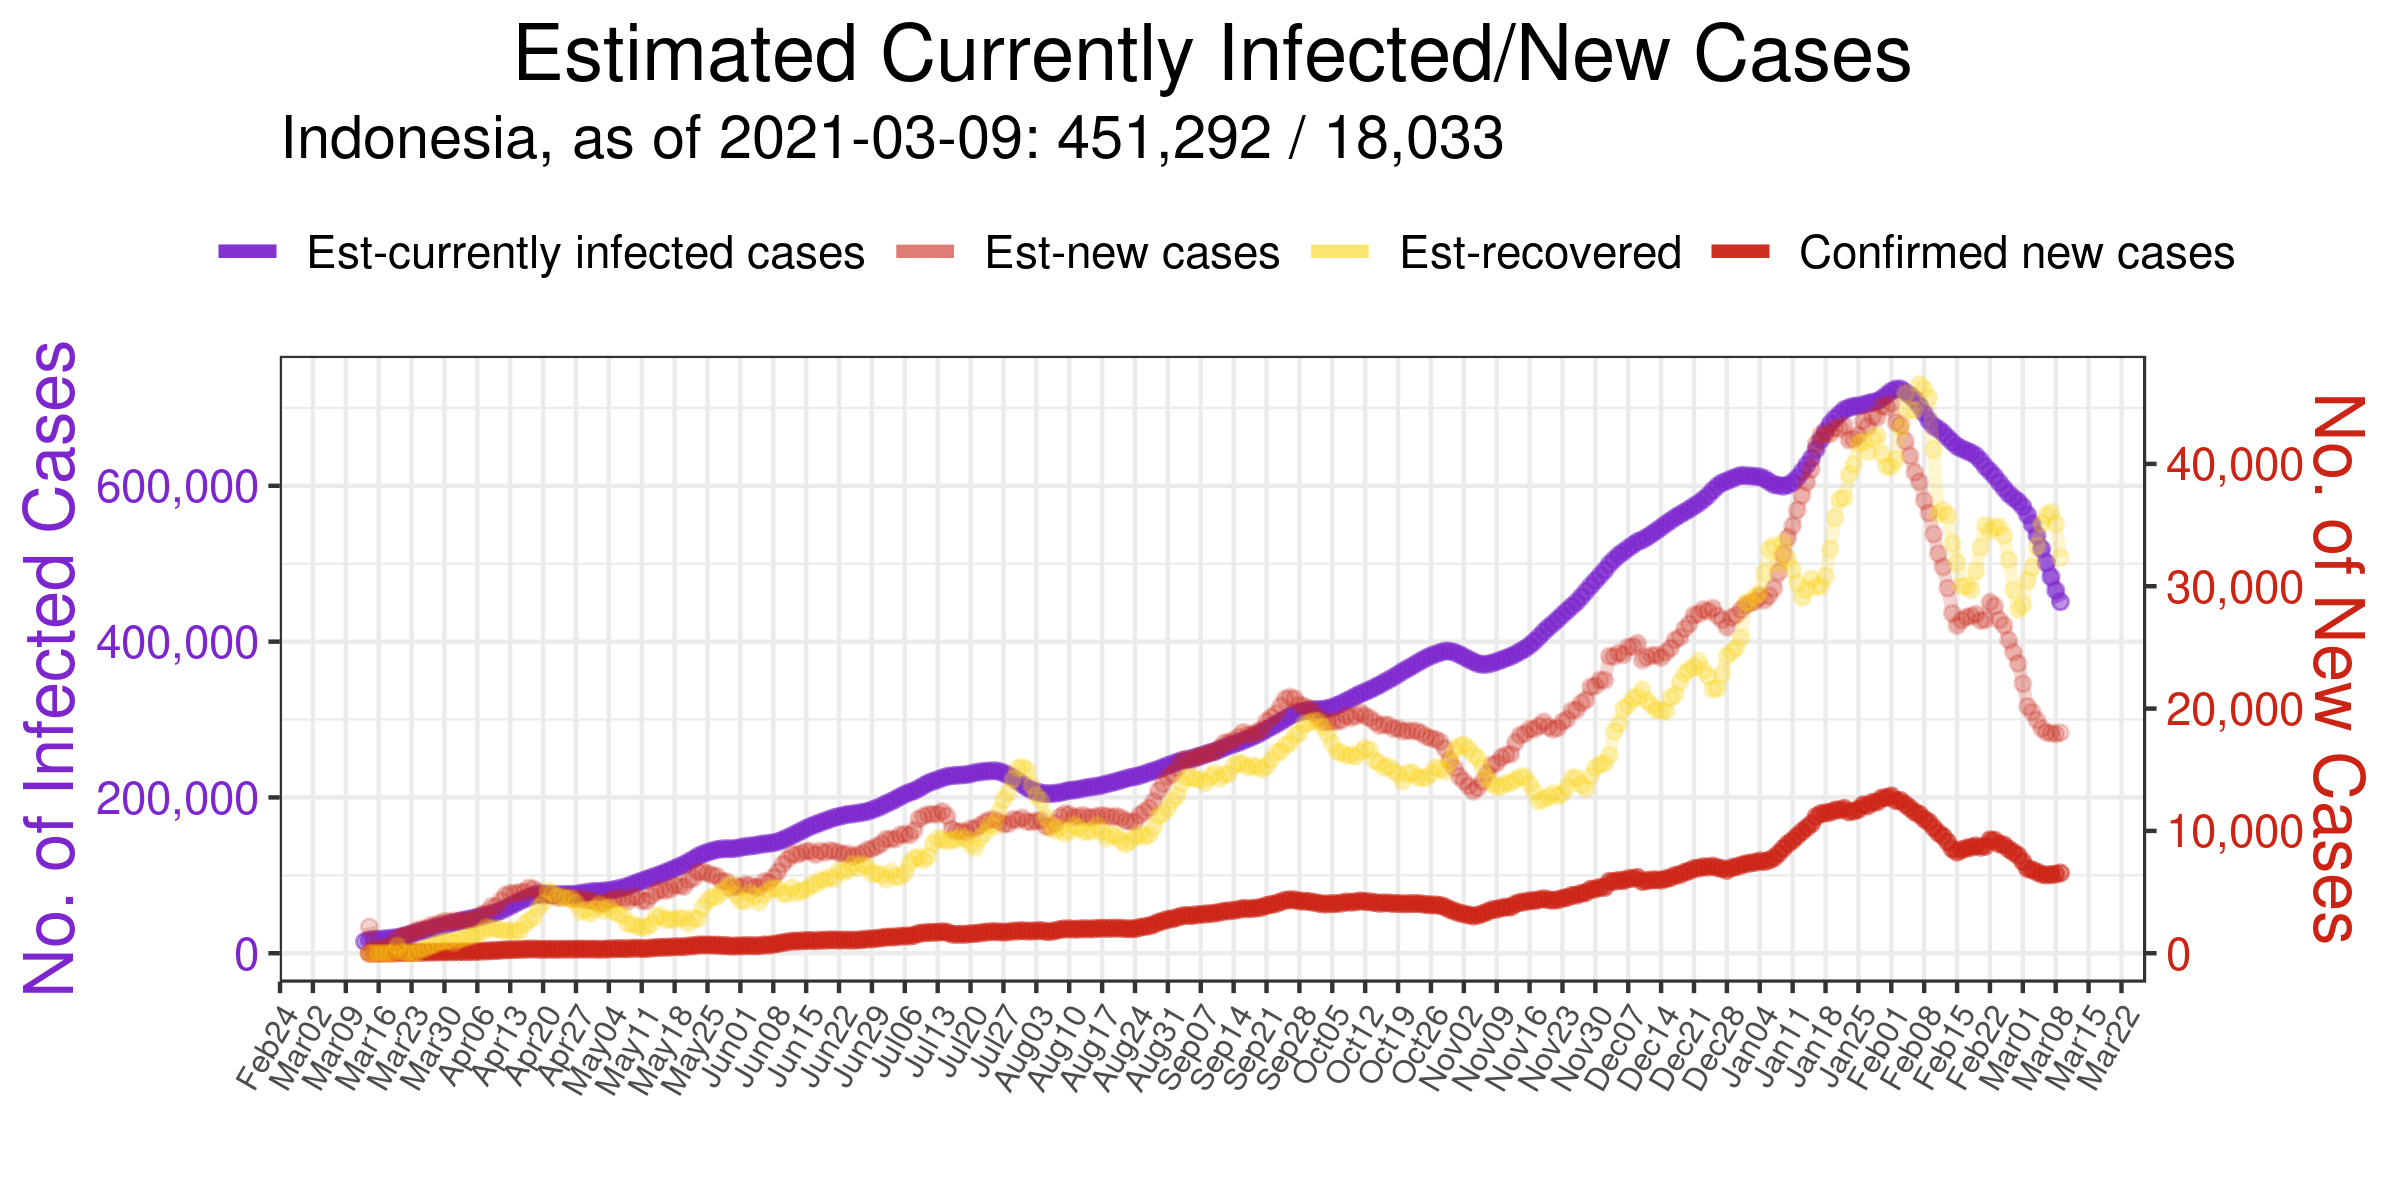 Estimated Currently Infected/New Cases
Indonesia, as of 2021-03-09: 451,292 / 18,033
Est-currently infected cases Est-new cases Est-recovered Confirmed new cases
No. of Infected Cases
600,000
400,000
200,000
0
40,000
30,000
20,000
10,000
0
No. of New Cases
Feb24 Mar02 Mar09 Mar16 Mar23 Mar30 Apr06 Apr13 Apr20 Apr27 May04 May11 May18 May25 Jun01 Jun08 Jun15 Jun22 Jun29 Jul06 Jul13 Jul20 Jul27 Aug03 Aug10 Aug17 Aug24 Aug31 Sep07 Sep14 Sep21 Sep28 Oct05 Oct12 Oct19 Oct26 Nov02 Nov09 Nov16 Nov23 Nov30 Dec07 Dec14 Dec21 Dec28 Jan04 Jan11 Jan18 Jan25 Feb01 Feb08 Feb15 Feb22 Mar01 Mar08 Mar15 Mar22